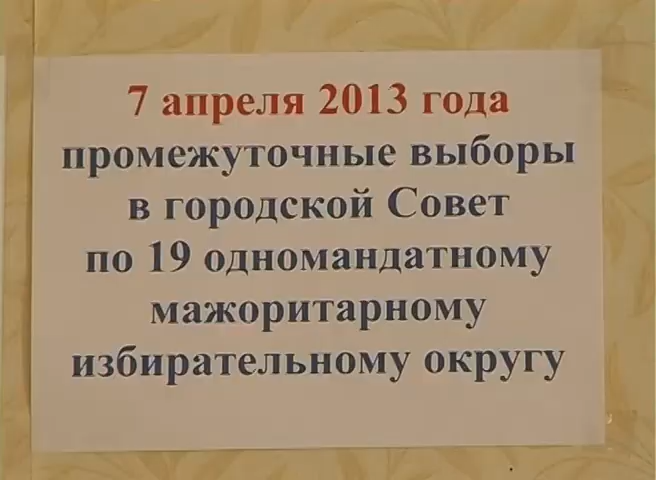 7 апреля 2013 года
промежуточные выборы
в городской Совет
по 19 одномандатному
мажоритарному
избирательному округу